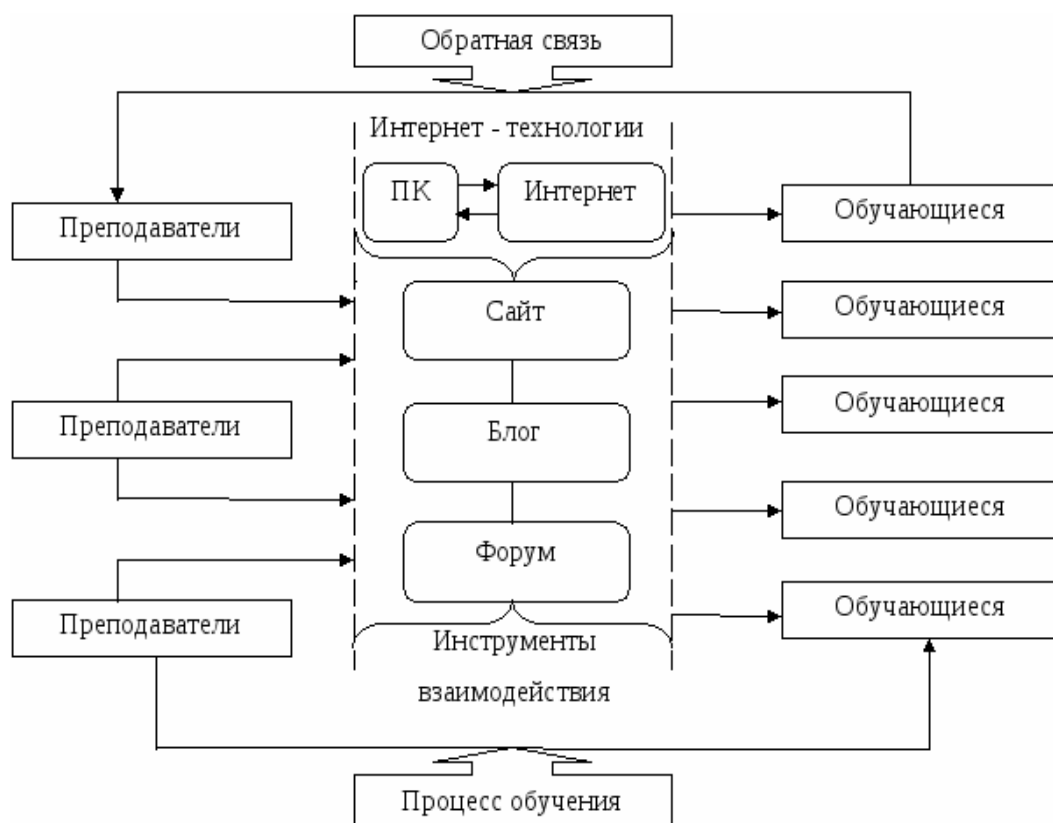 Обратная связь
Интернет - технологии
ПК
Интернет
Преподаватели
Обучающиеся
Сайт
Обучающиеся
Преподаватели
Блог
Обучающиеся
Форум
Обучающиеся
Преподаватели
Обучающиеся
Инструменты
взаимодействия
Процесс обучения